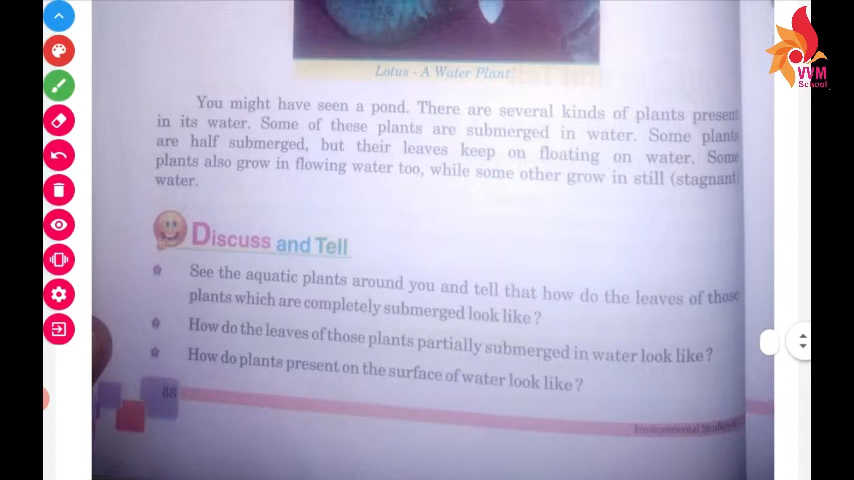 VVM
School
Lotus - A Water Plant
You might have seen a pond. There are several kinds of plants present
in its water. Some of these plants are submerged in water. Some plants
are half submerged, but their leaves keep on floating on water. Some
plants also grow in flowing water too, while some other grow in still (stagnant)
water.
Discuss and Tell
See the aquatic plants around you and tell that how do the leaves of those
plants which are completely submerged look like ?
How do the leaves of those plants partially submerged in water look like ?
How do plants present on the surface of water look like ?
88
Environmental Studies